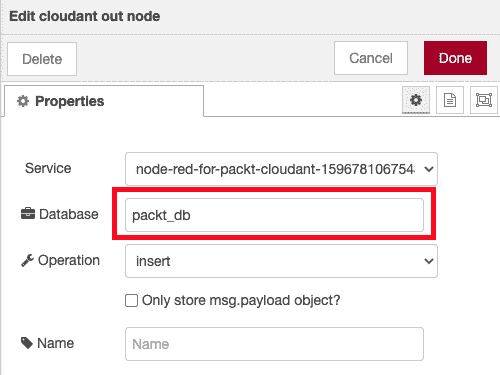 Edit cloudant out node
Delete
Cancel
Done
Properties
Service
node-red-for-packt-cloudant-159678106754
Database
packt_db
Operation
insert
Only store msg.payload object?
Name
Name